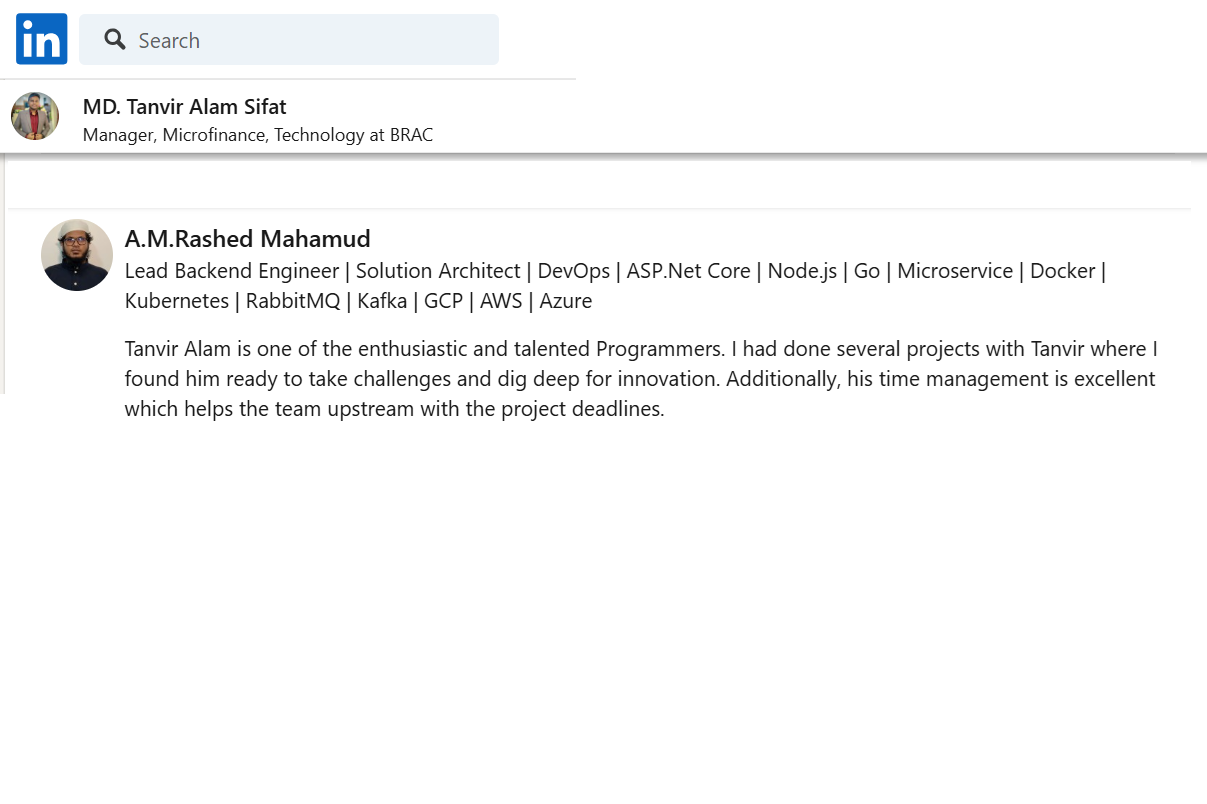 in
Search
MD. Tanvir Alam Sifat
Manager, Microfinance, Technology at BRAC
A.M.Rashed Mahamud
Lead Backend Engineer | Solution Architect | DevOps | ASP.Net Core | Node.js | Go | Microservice | Docker |
Kubernetes | RabbitMQ | Kafka | GCP | AWS | Azure
Tanvir Alam is one of the enthusiastic and talented Programmers. I had done several projects with Tanvir where I
found him ready to take challenges and dig deep for innovation. Additionally, his time management is excellent
which helps the team upstream with the project deadlines.